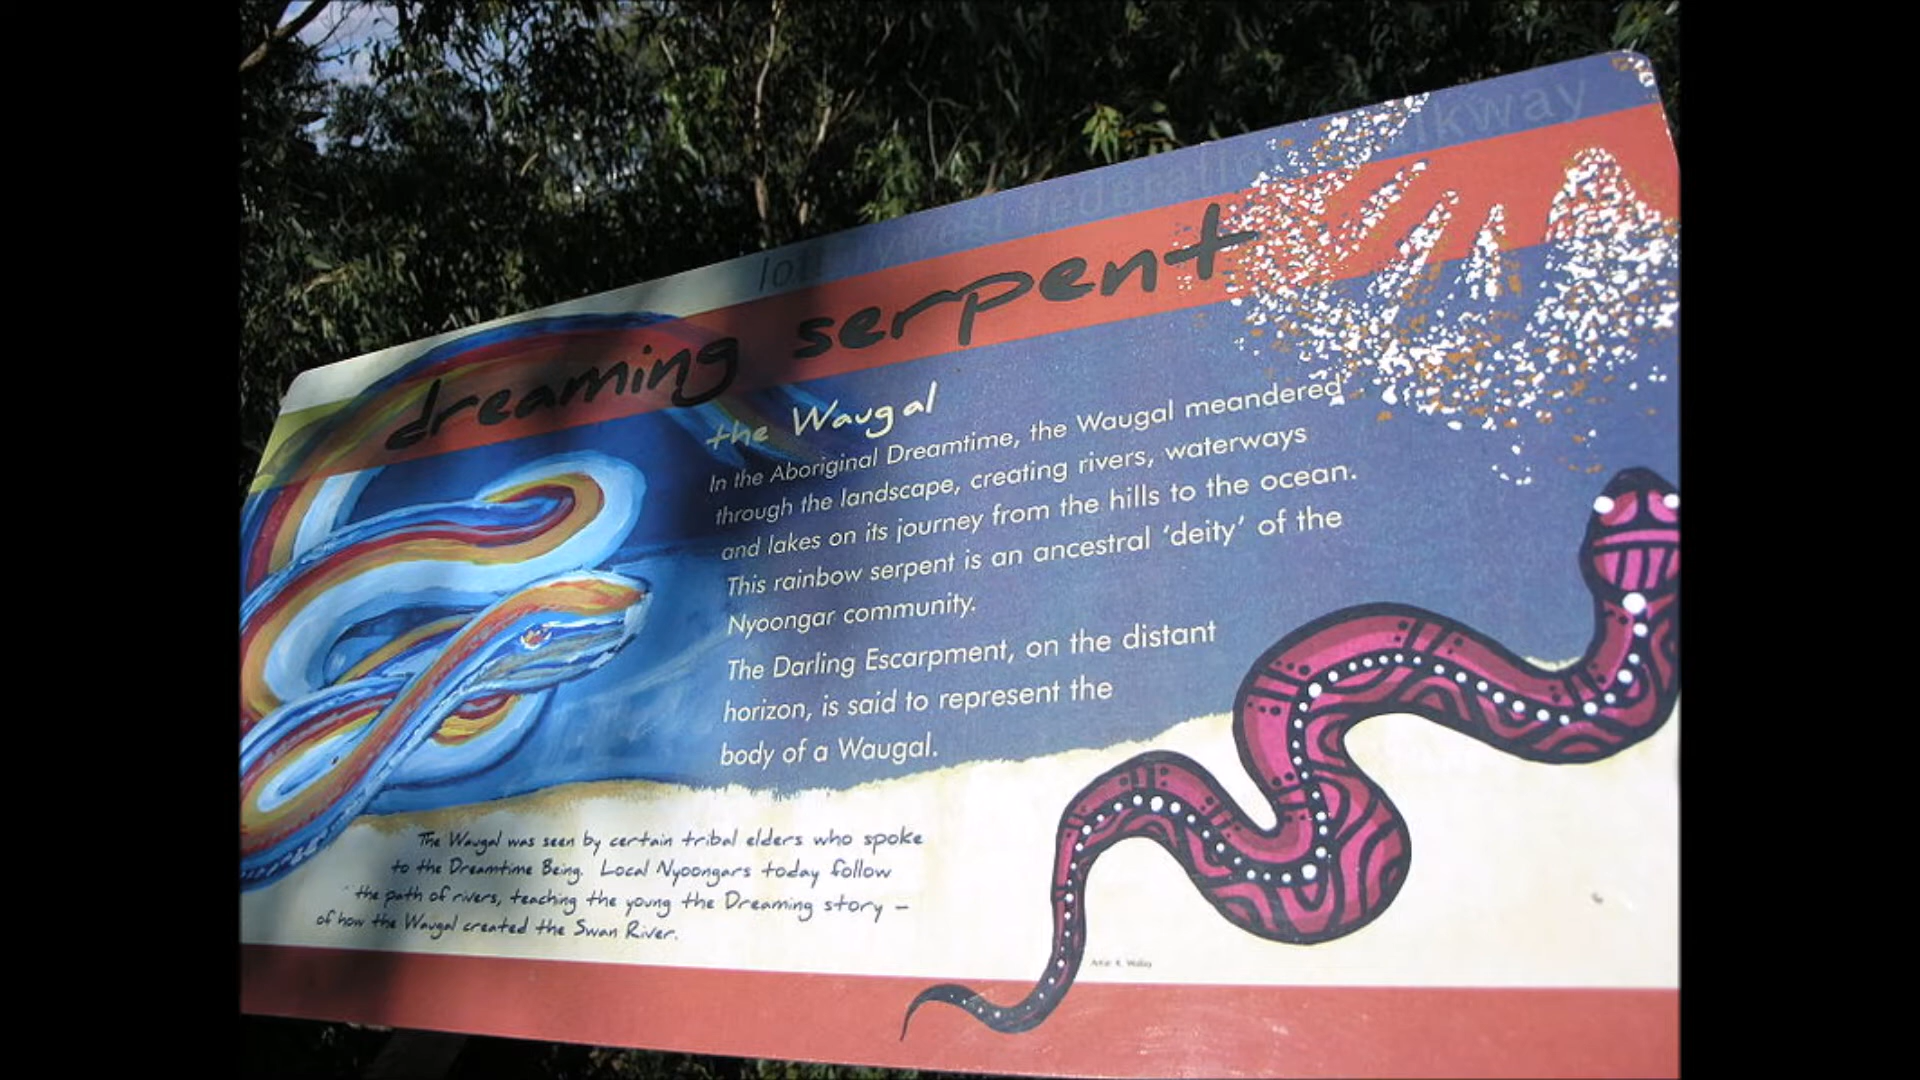 lotterywest federation walkway
dreaming serpent
the Waugal
In the Aboriginal Dreamtime, the Waugal meandered
through the landscape, creating rivers, waterways
and lakes on its journey from the hills to the ocean.
This rainbow serpent is an ancestral ‘deity’ of the
Nyoongar community.
The Darling Escarpment, on the distant
horizon, is said to represent the
body of a Waugal.
The Waugal was seen by certain tribal elders who spoke
to the Dreamtime Being. Local Nyoongars today follow
the path of rivers, teaching the young the Dreaming story –
of how the Waugal created the Swan River.